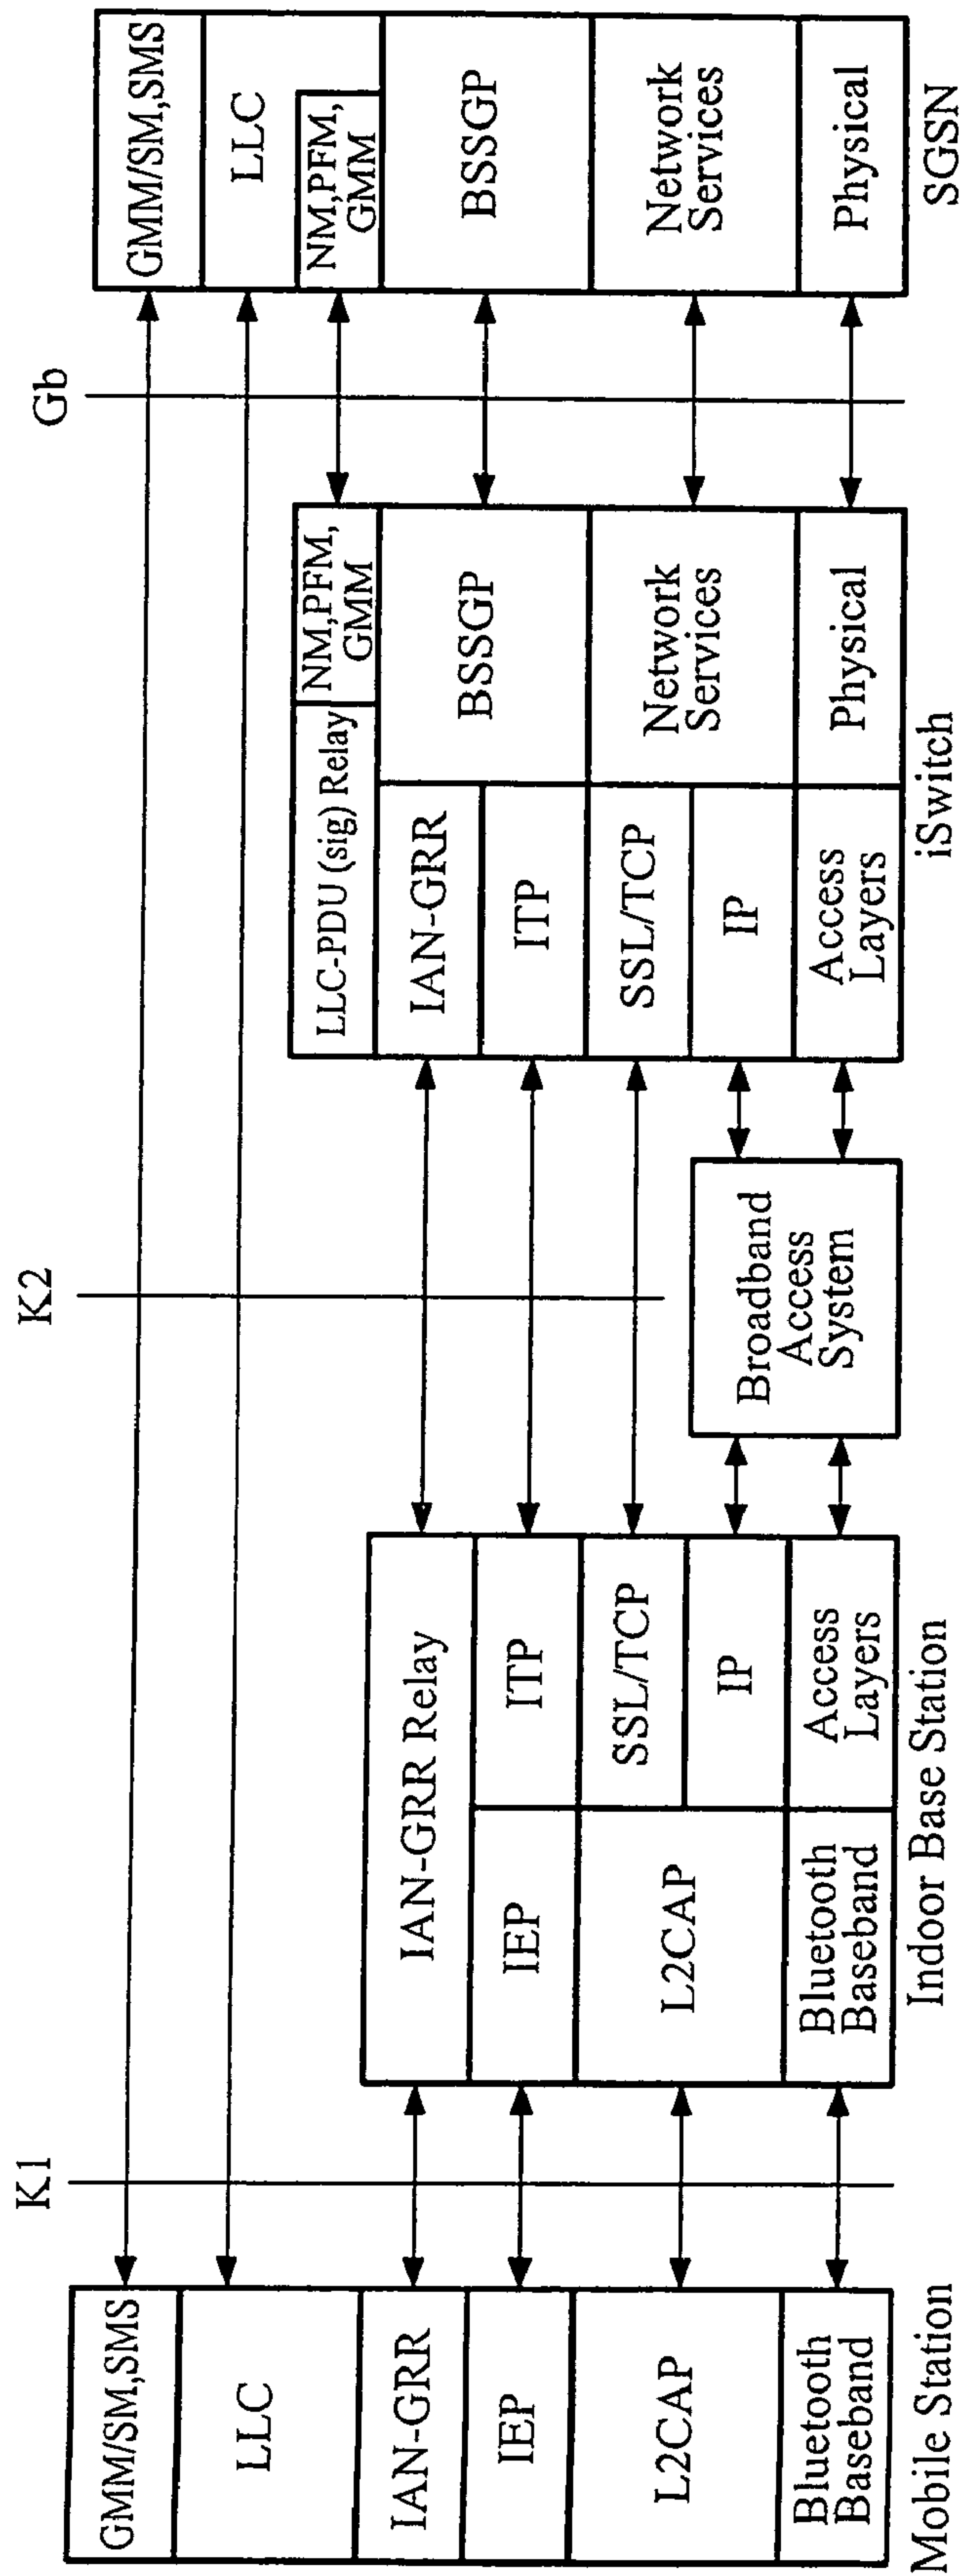 K1
K2
Gb
GMM/SM,SMS
LLC
IAN-GRR
IEP
L2CAP
Bluetooth
Baseband
Mobile Station
IAN-GRR Relay
IEP
ITP
L2CAP
SSL/TCP
IP
Bluetooth
Baseband
Access
Layers
Indoor Base Station
Broadband
Access
System
LLC-PDU (sig) Relay
NM,PFM,
GMM
IAN-GRR
ITP
BSSGP
SSL/TCP
IP
Network
Services
Access
Layers
Physical
iSwitch
GMM/SM,SMS
LLC
NM,PFM,
GMM
BSSGP
Network
Services
Physical
SGSN